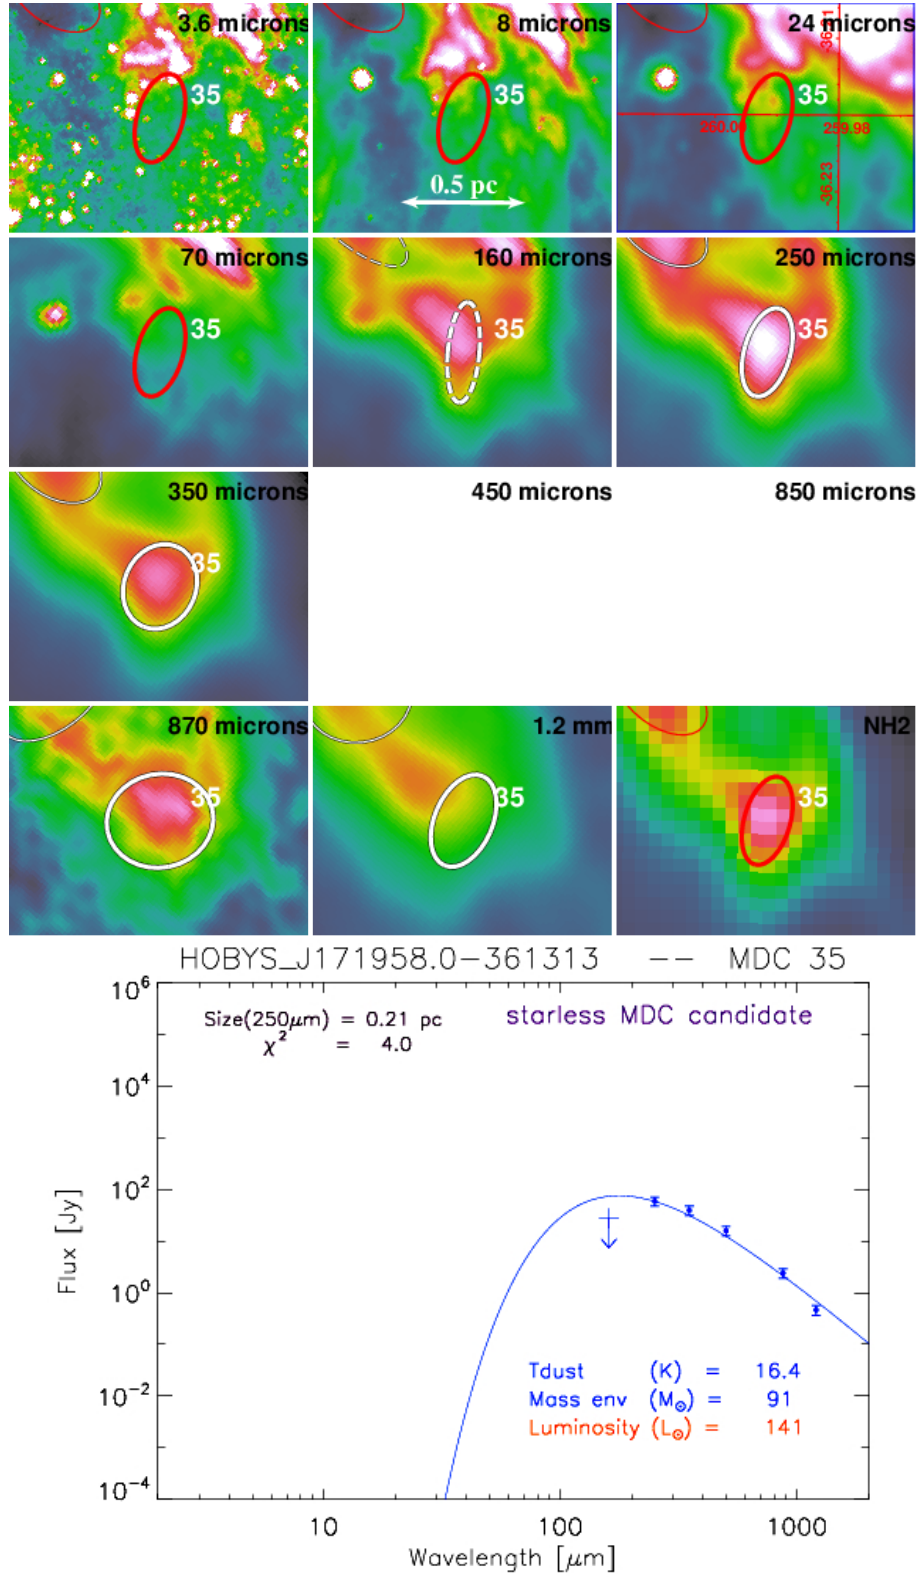 3.6 microns
35
8 microns
35
0.5 pc
24 microns
35
-36.21
260.00
259.98
-36.23
70 microns
35
160 microns
35
250 microns
35
350 microns
35
450 microns
850 microns
870 microns
35
1.2 mm
35
NH2
35
HOBYS_J171958.0-361313 -- MDC 35
Size(250μm) = 0.21 pc
χ² = 4.0
starless MDC candidate
10⁶
10⁴
10²
10⁰
10⁻²
10⁻⁴
Flux [Jy]
Tdust (K) = 16.4
Mass env (M⊙) = 91
Luminosity (L⊙) = 141
10 100 1000
Wavelength [μm]